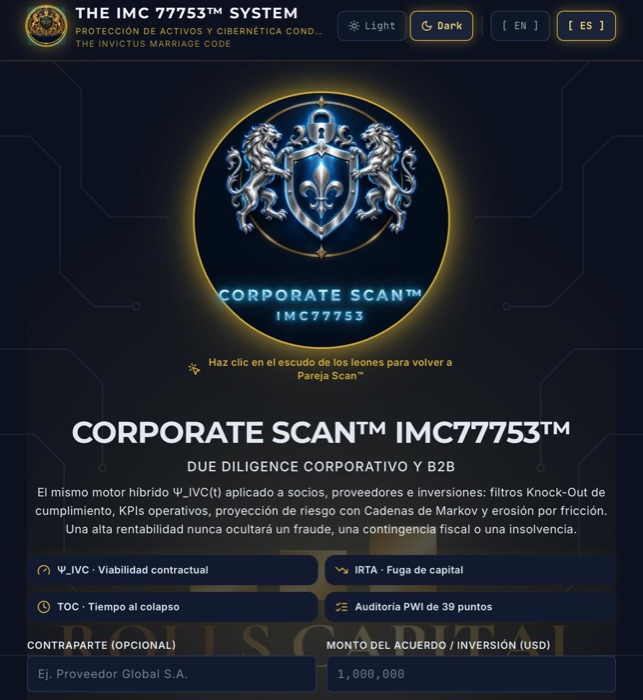 THE IMC 77753™ SYSTEM
PROTECCIÓN DE ACTIVOS Y CIBERNÉTICA COND...
THE INVICTUS MARRIAGE CODE
Light
Dark
[ EN ]
[ ES ]
CORPORATE SCAN™
IMC77753
Haz clic en el escudo de los leones para volver a
Pareja Scan™
CORPORATE SCAN™ IMC77753™
DUE DILIGENCE CORPORATIVO Y B2B
El mismo motor híbrido Ψ_IVC(t) aplicado a socios, proveedores e inversiones: filtros Knock-Out de
cumplimiento, KPIs operativos, proyección de riesgo con Cadenas de Markov y erosión por fricción.
Una alta rentabilidad nunca ocultará un fraude, una contingencia fiscal o una insolvencia.
Ψ_IVC · Viabilidad contractual
IRTA · Fuga de capital
TOC · Tiempo al colapso
Auditoría PWI de 39 puntos
ROLLS CAPITAL
CONTRAPARTE (OPCIONAL)
MONTO DEL ACUERDO / INVERSIÓN (USD)
Ej. Proveedor Global S.A.
1,000,000